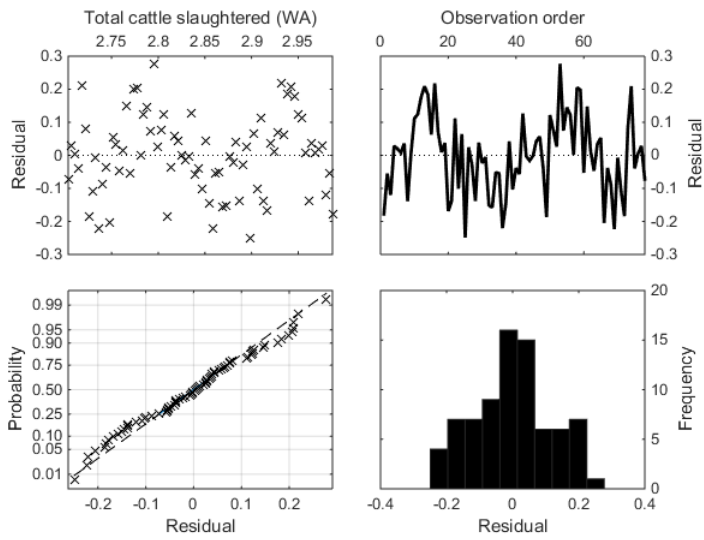 Total cattle slaughtered (WA)
2.75 2.8 2.85 2.9 2.95
0.3
0.2
0.1
0
-0.1
-0.2
-0.3
Residual
Observation order
0 20 40 60
0.3
0.2
0.1
0
-0.1
-0.2
-0.3
Residual
0.99
0.95
0.90
0.75
0.50
0.25
0.10
0.05
0.01
Probability
-0.2 -0.1 0 0.1 0.2
Residual
20
15
10
5
0
Frequency
-0.4 -0.2 0 0.2 0.4
Residual